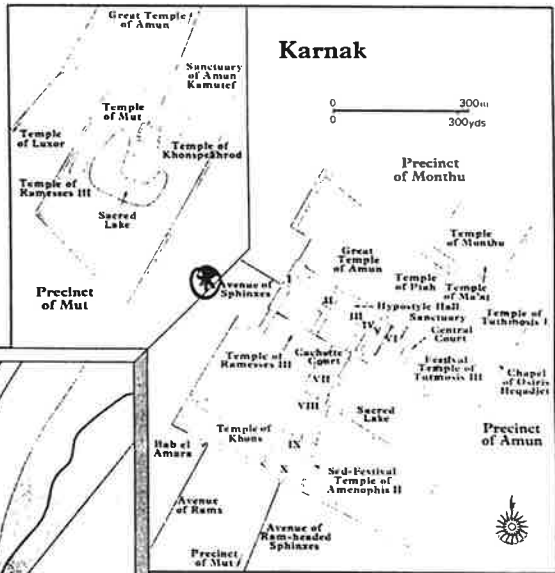 Great Temple
of Amun
Sanctuary
of Amun
Kamutef
Temple
of Mut
Temple
of Luxor
Temple of
Khonspekhrod
Temple of
Ramesses III
Sacred
Lake
Precinct
of Mut
Karnak
0 300m
0 300yds
Precinct
of Monthu
Temple
of Monthu
Great
Temple
of Amun
Temple
of Ptah
Temple
of Ma'at
Avenue of
Sphinxes
I
II
Hypostyle Hall
III
Sanctuary
IV
V
VI
Central
Court
Temple of
Tuthmosis I
Temple of
Ramesses III
Cachette
Court
VII
Festival
Temple of
Tutmosis III
Chapel
of Osiris
Heqadjet
VIII
Sacred
Lake
Precinct
of Amun
Temple
of Khons
Bab el
Amara
IX
X
Sed-Festival
Temple of
Amenophis II
Avenue
of Rams
Avenue of
Ram-headed
Sphinxes
Precinct
of Mut